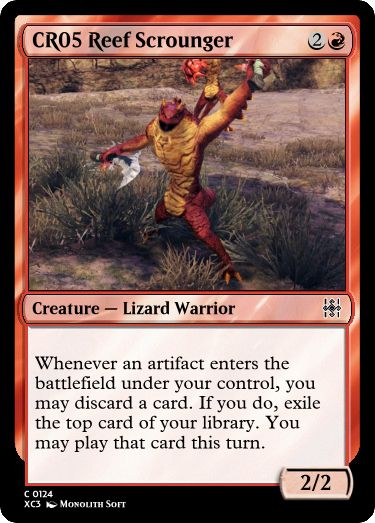 CR05 Reef Scrounger 2
Creature — Lizard Warrior
Whenever an artifact enters the
battlefield under your control, you
may discard a card. If you do, exile
the top card of your library. You
may play that card this turn.
2/2
C 0124
XC3 Monolith Soft